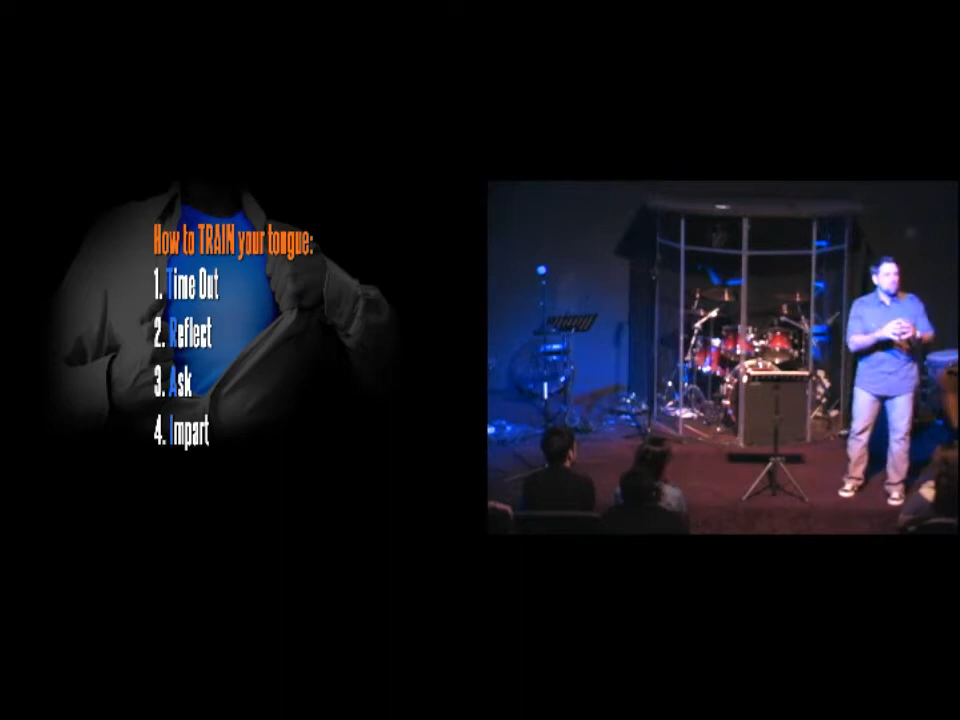 How to TRAIN your tongue:
1. Time Out
2. Reflect
3. Ask
4. Impart